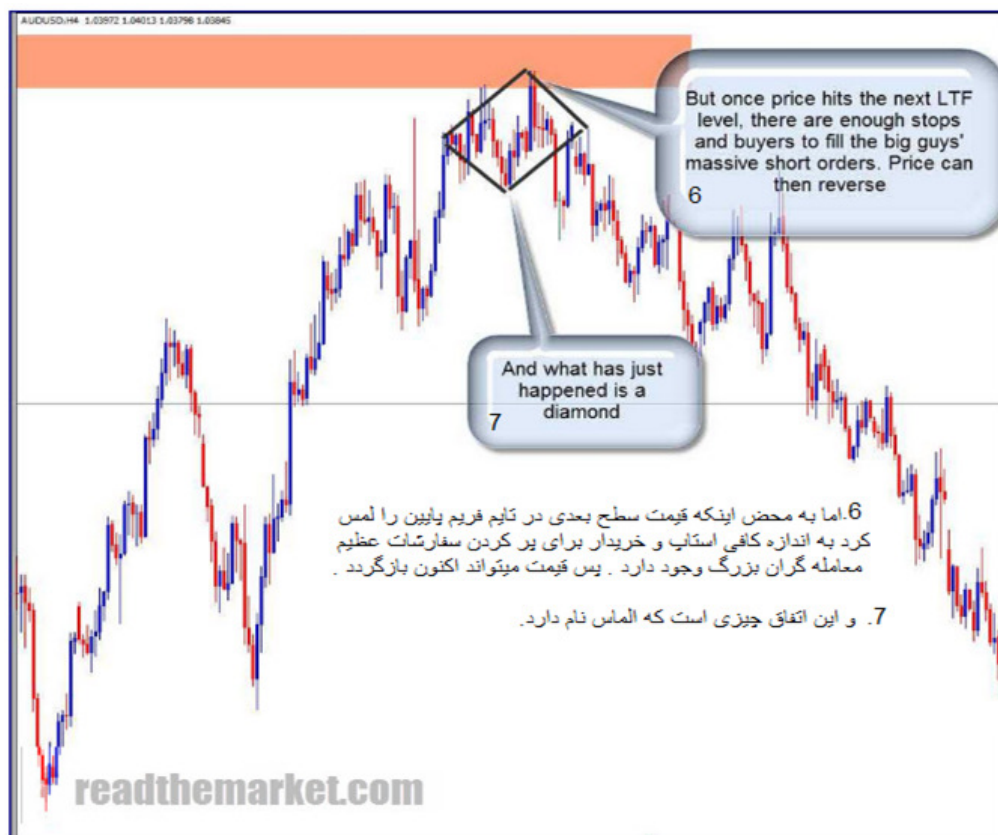 AUDUSD,H4 1.03972 1.04013 1.03798 1.03845
But once price hits the next LTF
level, there are enough stops
and buyers to fill the big guys'
massive short orders. Price can
then reverse
6
And what has just
happened is a
diamond
7
6.اما به محض اینکه قیمت سطح بعدی در تایم فریم پایین را لمس
کرد به اندازه کافی استاپ و خریدار برای پر کردن سفارشات عظیم
معامله گران بزرگ وجود دارد . پس قیمت میتواند اکنون بازگردد .
7. و این اتفاق چیزی است که الماس نام دارد.
readthemarket.com